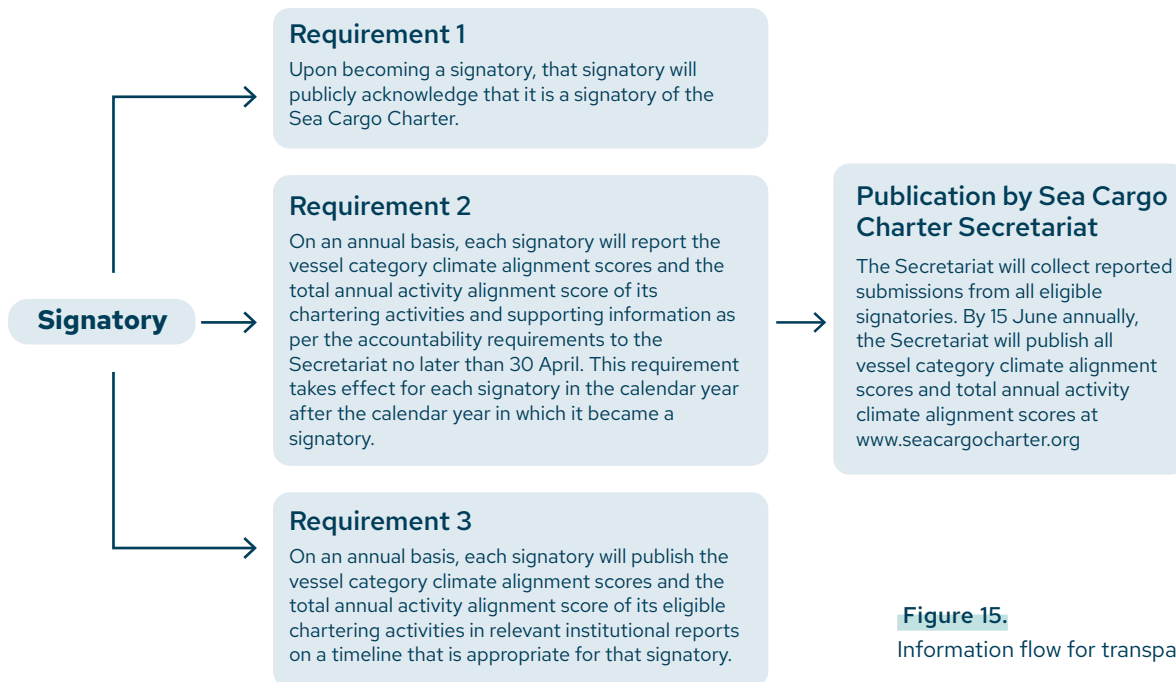 Requirement 1
Upon becoming a signatory, that signatory will
publicly acknowledge that it is a signatory of the
Sea Cargo Charter.
Signatory
Requirement 2
On an annual basis, each signatory will report the
vessel category climate alignment scores and the
total annual activity alignment score of its
chartering activities and supporting information as
per the accountability requirements to the
Secretariat no later than 30 April. This requirement
takes effect for each signatory in the calendar year
after the calendar year in which it became a
signatory.
Publication by Sea Cargo
Charter Secretariat
The Secretariat will collect reported
submissions from all eligible
signatories. By 15 June annually,
the Secretariat will publish all
vessel category climate alignment
scores and total annual activity
climate alignment scores at
www.seacargocharter.org
Requirement 3
On an annual basis, each signatory will publish the
vessel category climate alignment scores and the
total annual activity alignment score of its eligible
chartering activities in relevant institutional reports
on a timeline that is appropriate for that signatory.
Figure 15.
Information flow for